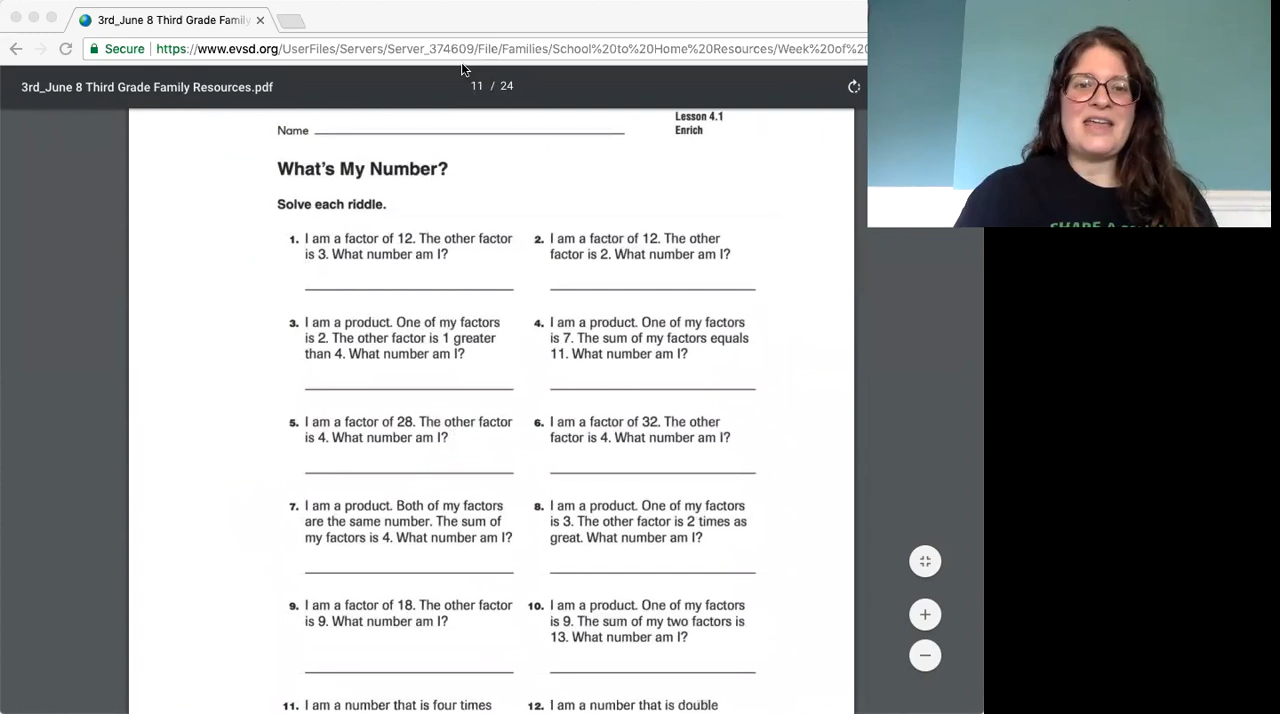 3rd_June 8 Third Grade Family
Secure
https://www.evsd.org/UserFiles/Servers/Server_374609/File/Families/School%20to%20Home%20Resources/Week%20of%20
3rd_June 8 Third Grade Family Resources.pdf
11 / 24
Lesson 4.1
Enrich
Name
What's My Number?
Solve each riddle.
1. I am a factor of 12. The other factor
is 3. What number am I?
2. I am a factor of 12. The other
factor is 2. What number am I?
3. I am a product. One of my factors
is 2. The other factor is 1 greater
than 4. What number am I?
4. I am a product. One of my factors
is 7. The sum of my factors equals
11. What number am I?
5. I am a factor of 28. The other factor
is 4. What number am I?
6. I am a factor of 32. The other
factor is 4. What number am I?
7. I am a product. Both of my factors
are the same number. The sum of
my factors is 4. What number am I?
8. I am a product. One of my factors
is 3. The other factor is 2 times as
great. What number am I?
9. I am a factor of 18. The other factor
is 9. What number am I?
10. I am a product. One of my factors
is 9. The sum of my two factors is
13. What number am I?
11. I am a number that is four times
12. I am a number that is double
SHARE A